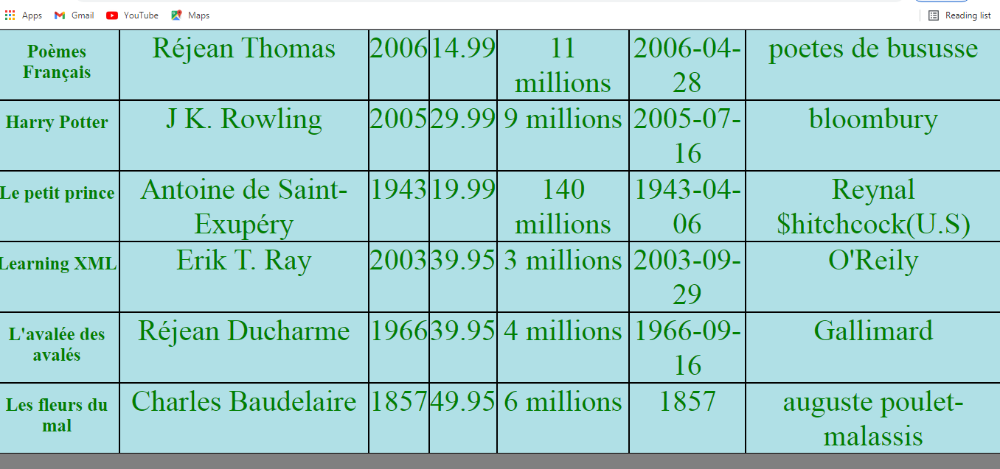 Apps Gmail YouTube Maps Reading list
Poèmes Français Réjean Thomas 2006 14.99 11 millions 2006-04-28 poetes de bususse
Harry Potter J K. Rowling 2005 29.99 9 millions 2005-07-16 bloombury
Le petit prince Antoine de Saint-Exupéry 1943 19.99 140 millions 1943-04-06 Reynal $hitchcock(U.S)
Learning XML Erik T. Ray 2003 39.95 3 millions 2003-09-29 O'Reily
L'avalée des avalés Réjean Ducharme 1966 39.95 4 millions 1966-09-16 Gallimard
Les fleurs du mal Charles Baudelaire 1857 49.95 6 millions 1857 auguste poulet-malassis